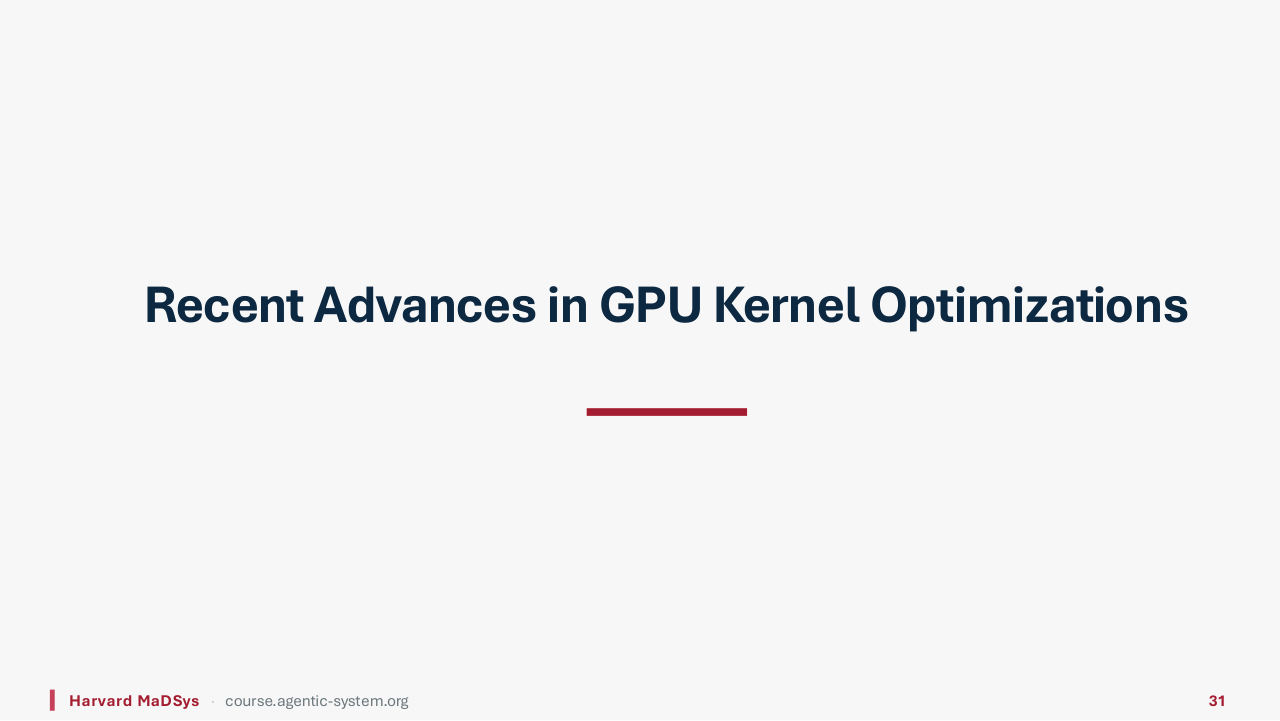 Recent Advances in GPU Kernel Optimizations
Harvard MaDSys · course.agentic-system.org
31